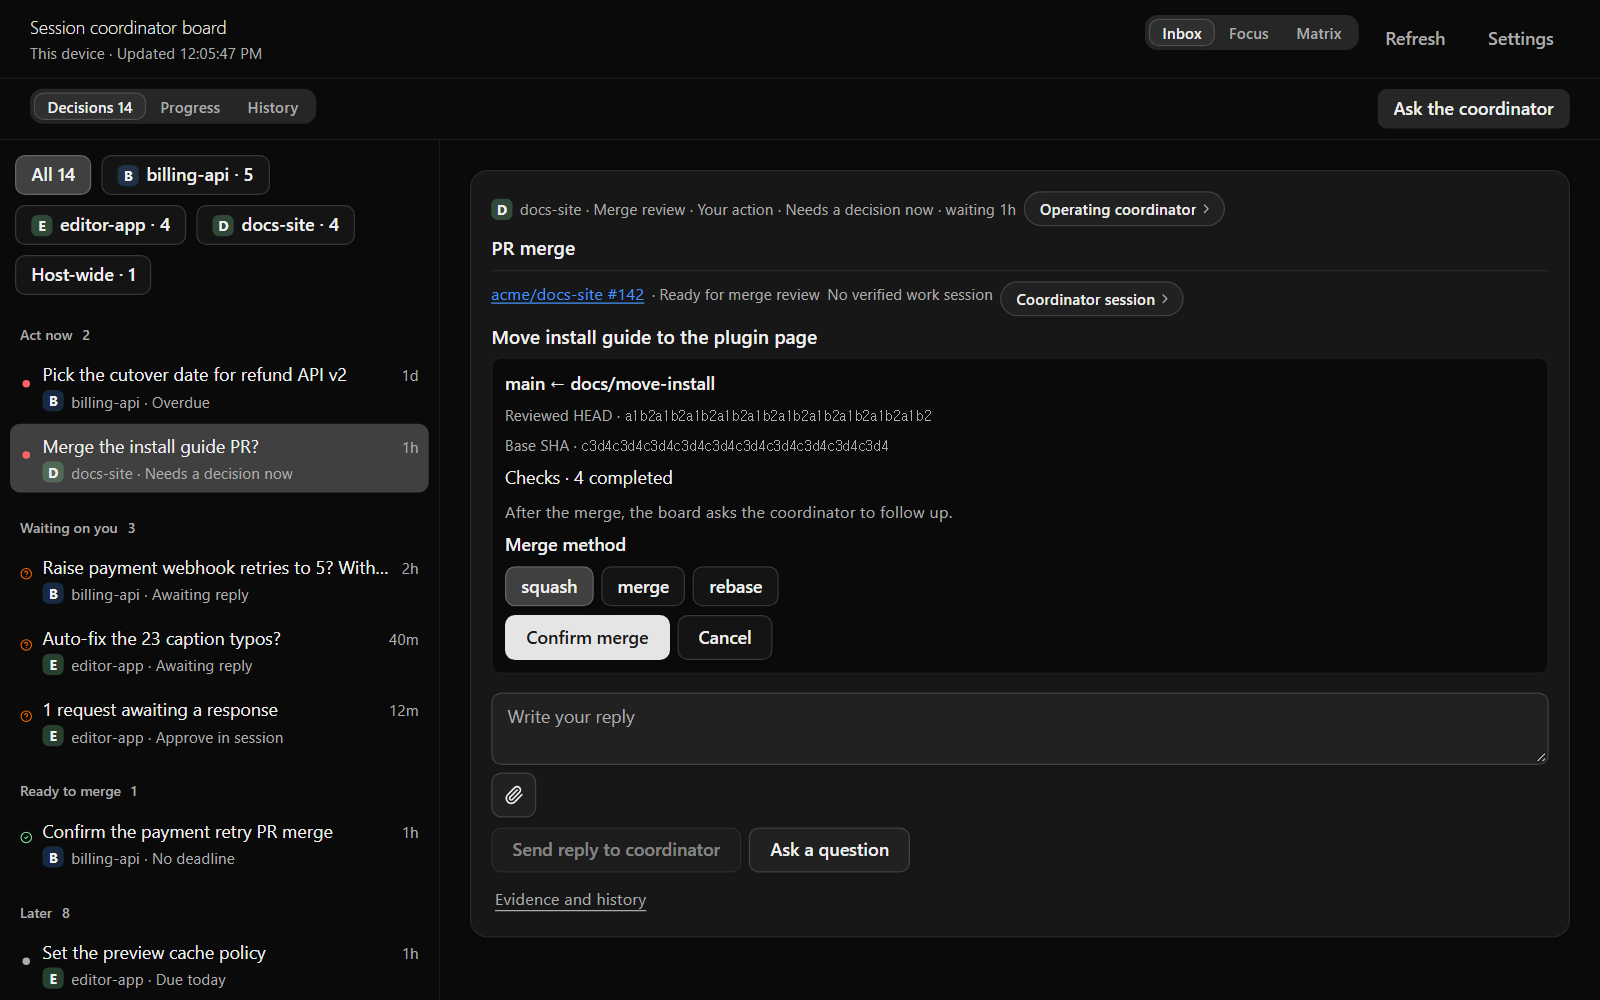 Session coordinator board
This device · Updated 12:05:47 PM
Inbox Focus Matrix Refresh Settings
Decisions 14 Progress History
Ask the coordinator
All 14
B billing-api · 5
E editor-app · 4
D docs-site · 4
Host-wide · 1
Act now 2
Pick the cutover date for refund API v2 1d
B billing-api · Overdue
Merge the install guide PR? 1h
D docs-site · Needs a decision now
Waiting on you 3
Raise payment webhook retries to 5? With... 2h
B billing-api · Awaiting reply
Auto-fix the 23 caption typos? 40m
E editor-app · Awaiting reply
1 request awaiting a response 12m
E editor-app · Approve in session
Ready to merge 1
Confirm the payment retry PR merge 1h
B billing-api · No deadline
Later 8
Set the preview cache policy 1h
E editor-app · Due today
D docs-site · Merge review · Your action · Needs a decision now · waiting 1h Operating coordinator ›
PR merge
acme/docs-site #142 · Ready for merge review No verified work session Coordinator session ›
Move install guide to the plugin page
main ← docs/move-install
Reviewed HEAD · a1b2a1b2a1b2a1b2a1b2a1b2a1b2a1b2a1b2a1b2
Base SHA · c3d4c3d4c3d4c3d4c3d4c3d4c3d4c3d4c3d4c3d4
Checks · 4 completed
After the merge, the board asks the coordinator to follow up.
Merge method
squash merge rebase
Confirm merge Cancel
Write your reply
Send reply to coordinator Ask a question
Evidence and history